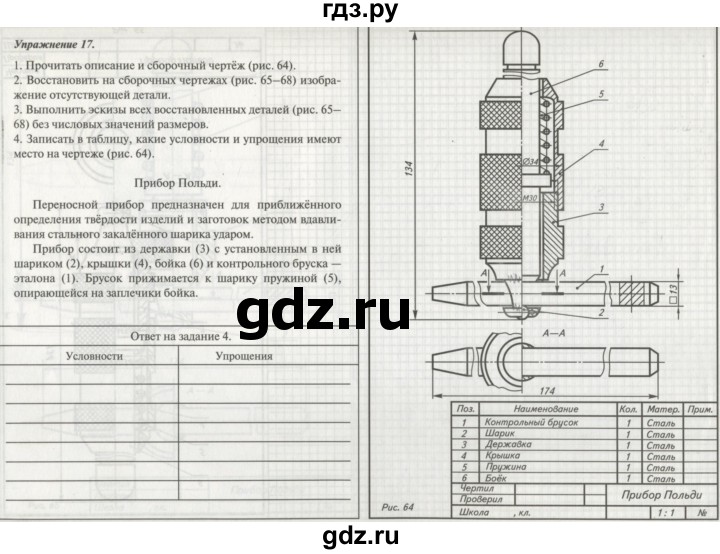 гдз.ру
Упражнение 17.
1. Прочитать описание и сборочный чертёж (рис. 64).
2. Восстановить на сборочных чертежах (рис. 65–68) изобра-
жение отсутствующей детали.
3. Выполнить эскизы всех восстановленных деталей (рис. 65–
68) без числовых значений размеров.
4. Записать в таблицу, какие условности и упрощения имеют
место на чертеже (рис. 64).
Прибор Польди.
Переносной прибор предназначен для приближённого
определения твёрдости изделий и заготовок методом вдавли-
вания стального закалённого шарика ударом.
Прибор состоит из державки (3) с установленным в ней
шариком (2), крышки (4), бойка (6) и контрольного бруска —
эталона (1). Брусок прижимается к шарику пружиной (5),
опирающейся на заплечики бойка.
Ответ на задание 4.
Условности Упрощения
134
6
5
4
3
1
2
Ø34
М30
А А
□13
А—А
174
Поз. Наименование Кол. Матер. Прим.
1 Контрольный брусок 1 Сталь
2 Шарик 1 Сталь
3 Державка 1 Сталь
4 Крышка 1 Сталь
5 Пружина 1 Сталь
6 Боёк 1 Сталь
Чертил
Проверил
Прибор Польди
Школа , кл.
1:1 №
Рис. 64
gdz.ru
gdz.ru